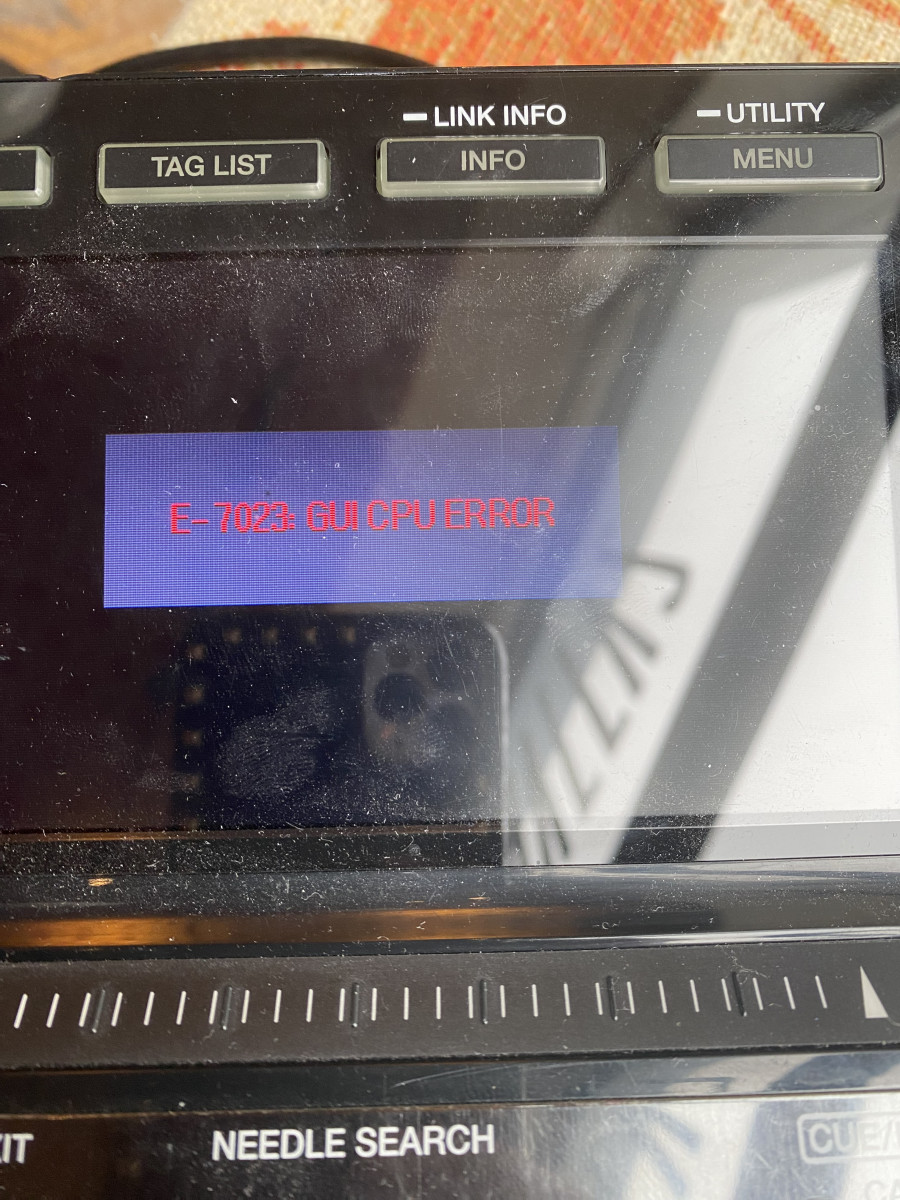 LINK INFO
UTILITY
TAG LIST
INFO
MENU
E-7023: GUI CPU ERROR
NEEDLE SEARCH